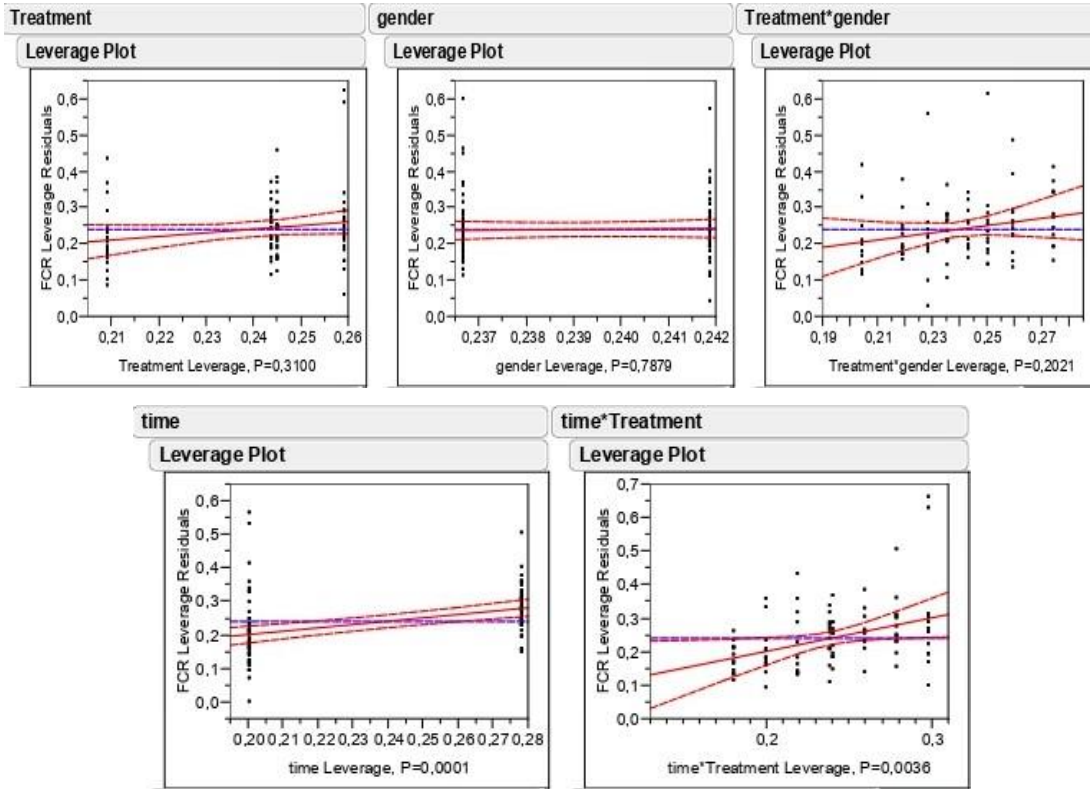 Treatment
Leverage Plot
FCR Leverage Residuals
0,6
0,5
0,4
0,3
0,2
0,1
0,0
0,21 0,22 0,23 0,24 0,25 0,26
Treatment Leverage, P=0,3100
gender
Leverage Plot
FCR Leverage Residuals
0,6
0,5
0,4
0,3
0,2
0,1
0,0
0,237 0,238 0,239 0,240 0,241 0,242
gender Leverage, P=0,7879
Treatment*gender
Leverage Plot
FCR Leverage Residuals
0,6
0,5
0,4
0,3
0,2
0,1
0,0
0,19 0,21 0,23 0,25 0,27
Treatment*gender Leverage, P=0,2021
time
Leverage Plot
FCR Leverage Residuals
0,6
0,5
0,4
0,3
0,2
0,1
0,0
0,20 0,21 0,22 0,23 0,24 0,25 0,26 0,27 0,28
time Leverage, P=0,0001
time*Treatment
Leverage Plot
FCR Leverage Residuals
0,7
0,6
0,5
0,4
0,3
0,2
0,1
0,0
0,2 0,3
time*Treatment Leverage, P=0,0036